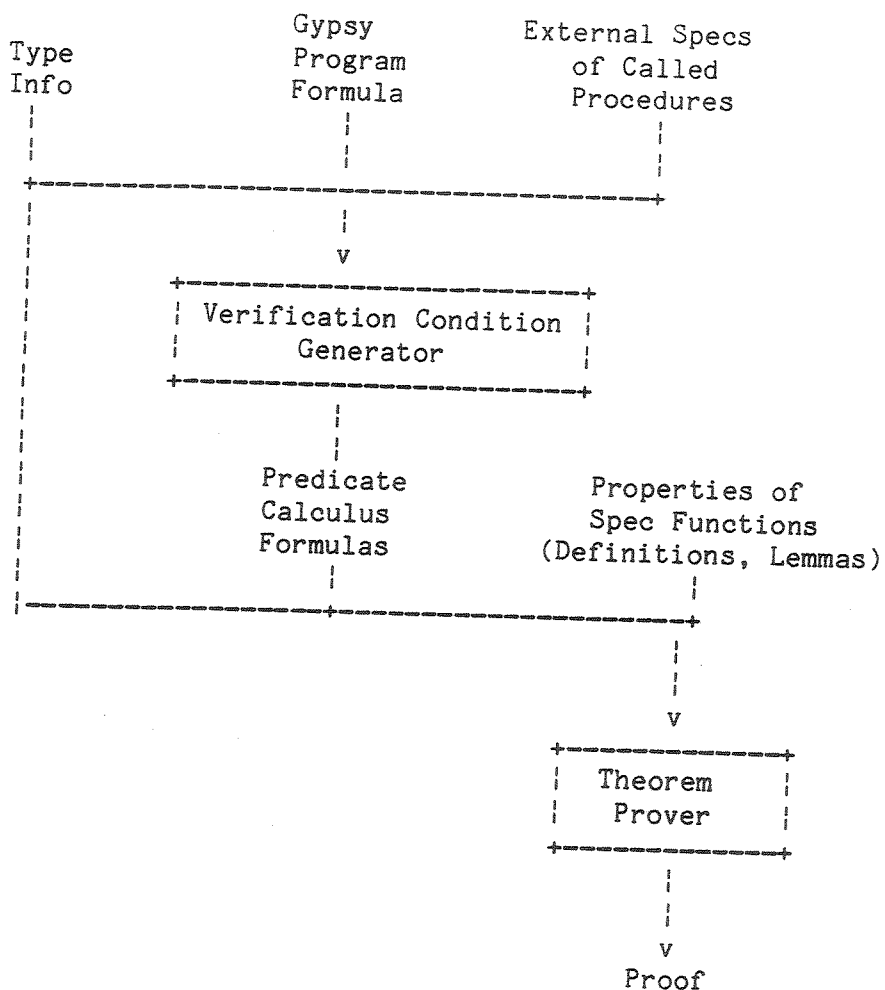 Type
Info
Gypsy
Program
Formula
External Specs
of Called
Procedures
v
Verification Condition
Generator
Predicate
Calculus
Formulas
Properties of
Spec Functions
(Definitions, Lemmas)
v
Theorem
Prover
v
Proof